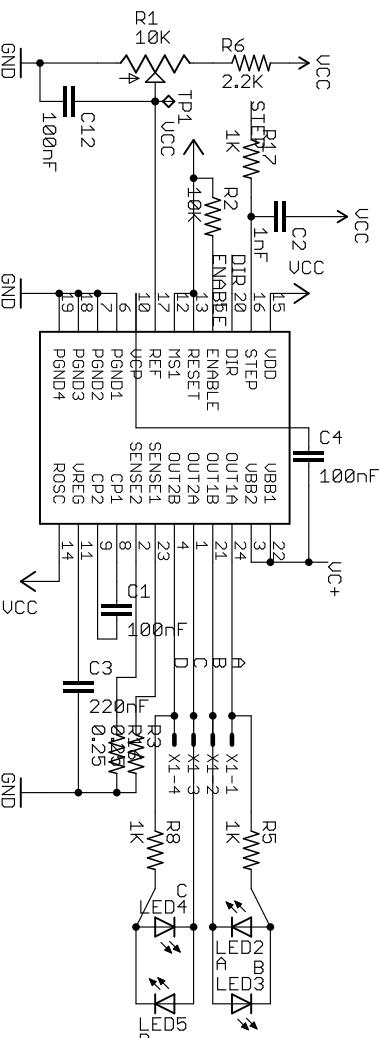 R1
10K
R6
2.2K
GND
VCC
C12
100nF
TP1
VCC
STEP
R17
1K
R2
10K
C2
1nF
VCC
DIR
ENABLE
VCC
GND
19
18
7
6
10
17
12
13
20
16
15
PGND4
PGND3
PGND2
PGND1
VCP
REF
MS1
RESET
ENABLE
DIR
STEP
VDD
C4
100nF
ROSC
VREG
CP2
CP1
SENSE2
SENSE1
OUT2B
OUT2A
OUT1B
OUT1A
VBB2
VBB1
14
11
9
8
2
23
4
1
21
24
3
22
VC+
VCC
C1
100nF
D
C
B
A
C3
220nF
R3
R16
0.25
0.25
X1-4
X1-3
X1-2
X1-1
GND
R8
1K
R5
1K
C
LED4
LED2
A
B
LED3
LED5